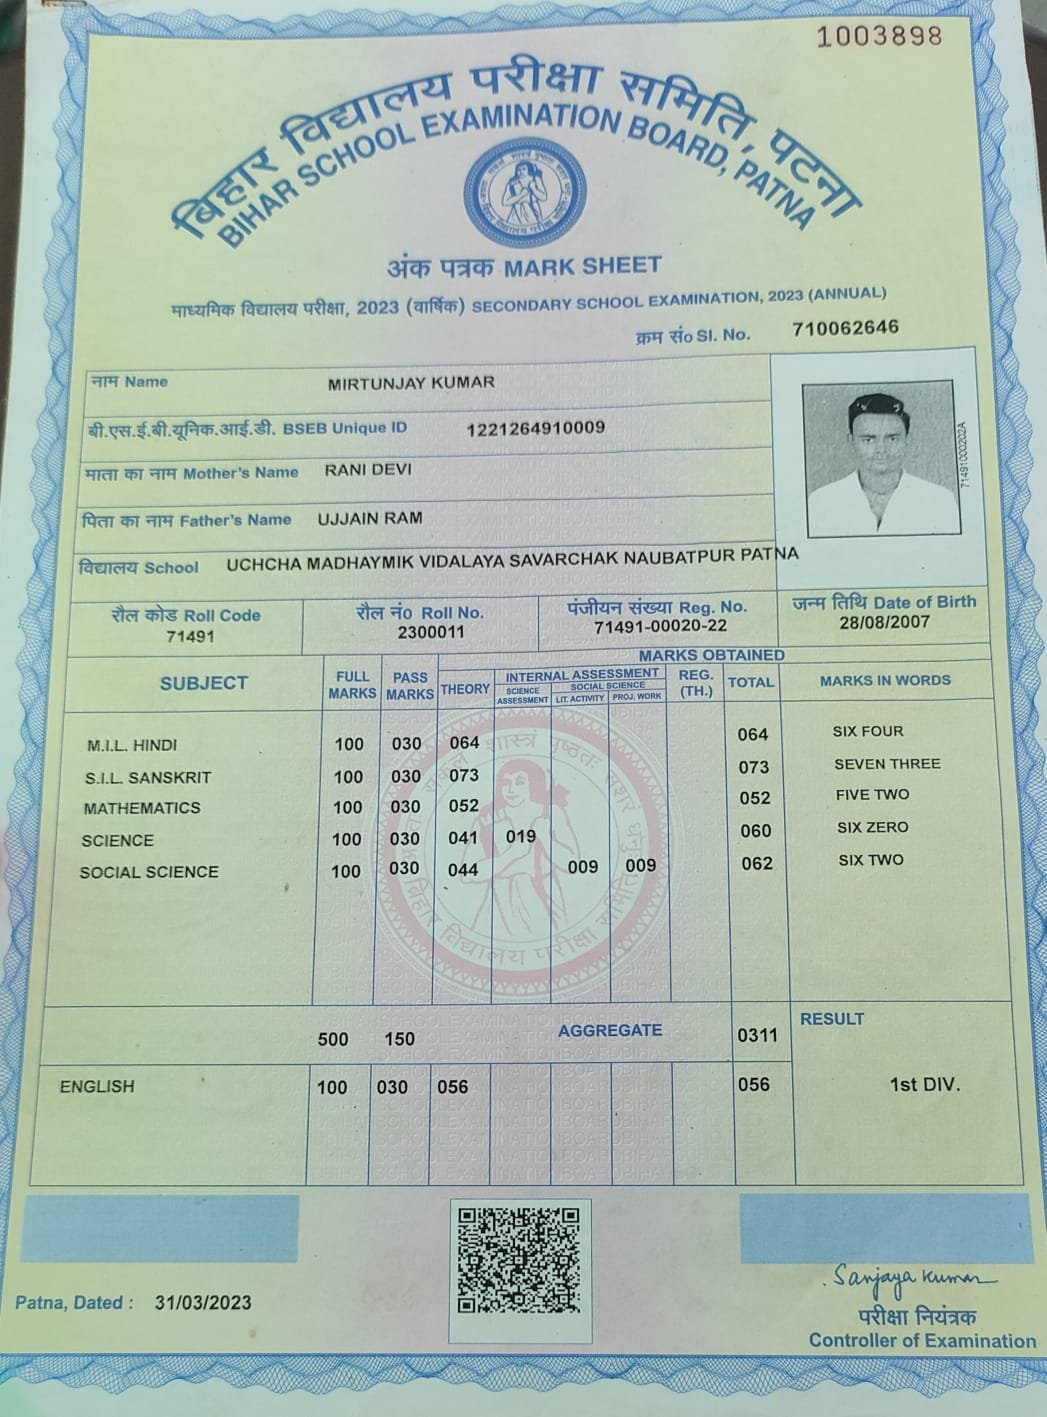 1003898
बिहार विद्यालय परीक्षा समिति, पटना
BIHAR SCHOOL EXAMINATION BOARD, PATNA
अंक पत्रक MARK SHEET
माध्यमिक विद्यालय परीक्षा, 2023 (वार्षिक) SECONDARY SCHOOL EXAMINATION, 2023 (ANNUAL)
क्रम सं० Sl. No. 710062646
नाम Name MIRTUNJAY KUMAR
बी.एस.ई.बी.यूनिक.आई.डी. BSEB Unique ID 1221264910009
माता का नाम Mother's Name RANI DEVI
पिता का नाम Father's Name UJJAIN RAM
विद्यालय School UCHCHA MADHAYMIK VIDALAYA SAVARCHAK NAUBATPUR PATNA
71491000202A
रौल कोड Roll Code रौल नं० Roll No. पंजीयन संख्या Reg. No. जन्म तिथि Date of Birth
71491 2300011 71491-00020-22 28/08/2007
MARKS OBTAINED
SUBJECT FULL MARKS PASS MARKS THEORY INTERNAL ASSESSMENT REG. (TH.) TOTAL MARKS IN WORDS
SCIENCE ASSESSMENT SOCIAL SCIENCE LIT. ACTIVITY PROJ. WORK
M.I.L. HINDI 100 030 064 064 SIX FOUR
S.I.L. SANSKRIT 100 030 073 073 SEVEN THREE
MATHEMATICS 100 030 052 052 FIVE TWO
SCIENCE 100 030 041 019 060 SIX ZERO
SOCIAL SCIENCE 100 030 044 009 009 062 SIX TWO
500 150 AGGREGATE 0311 RESULT
ENGLISH 100 030 056 056 1st DIV.
Sanjaya Kumar
Patna, Dated : 31/03/2023
परीक्षा नियंत्रक
Controller of Examination